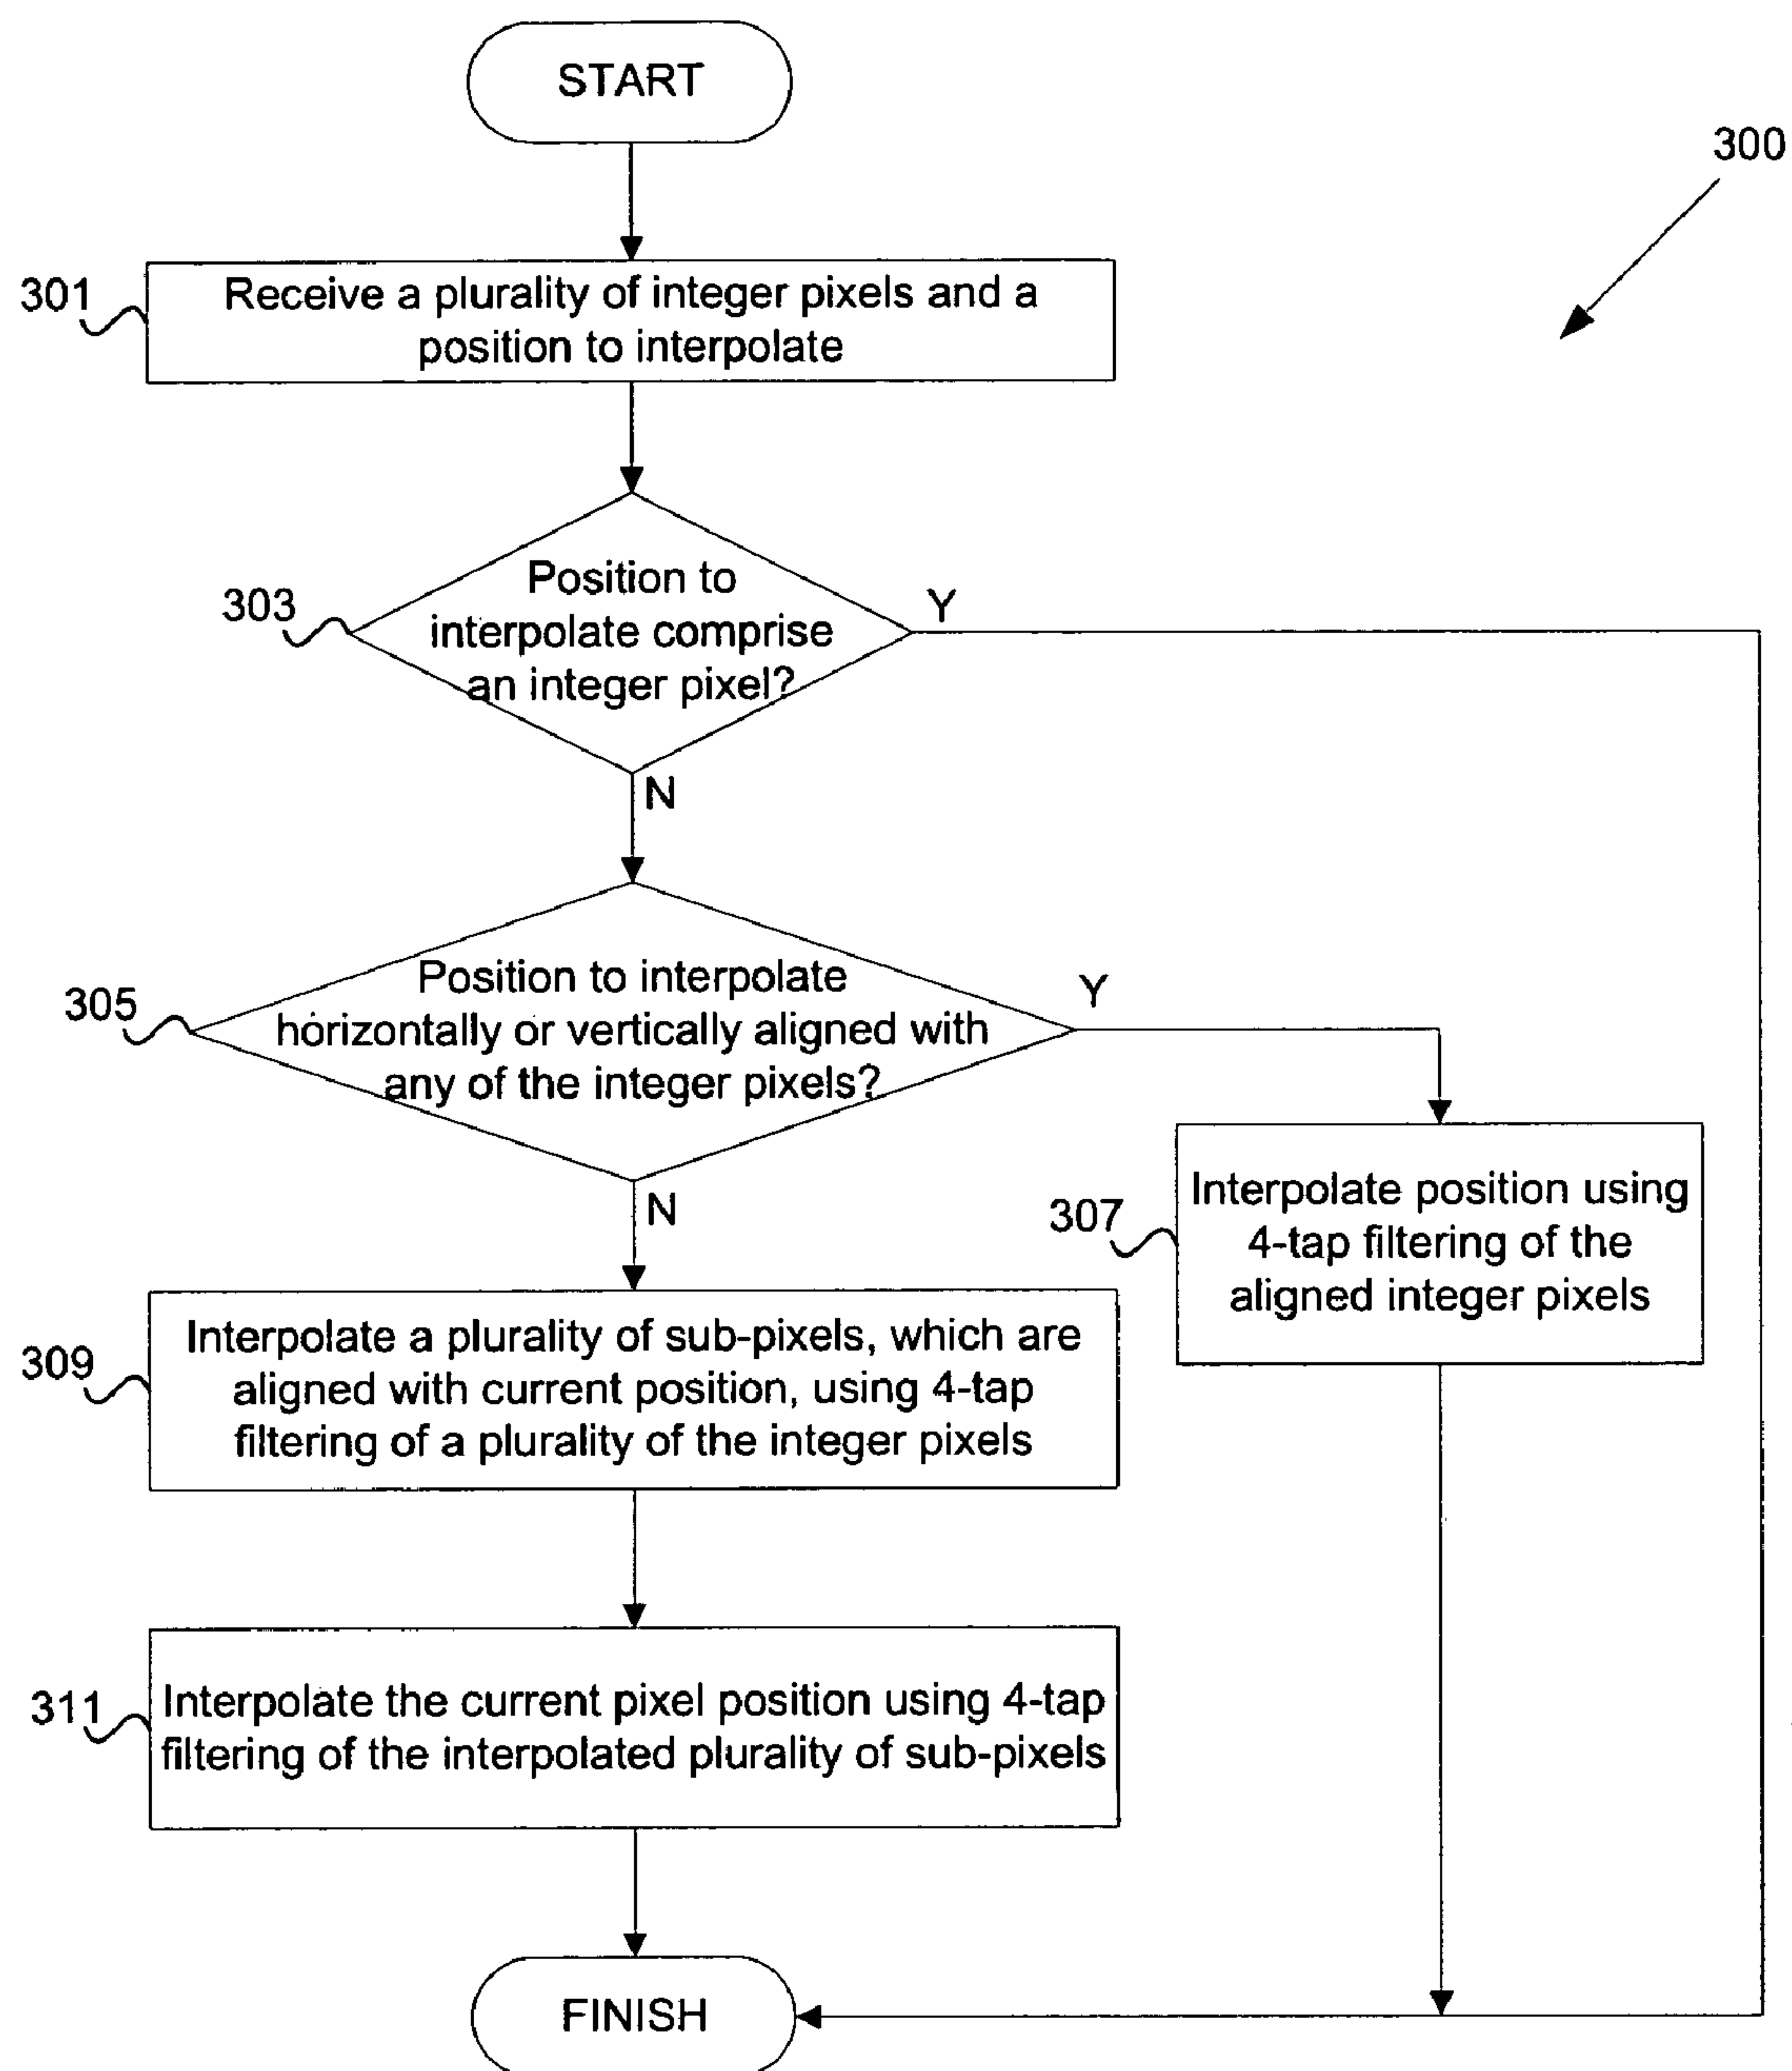 START
300
301
Receive a plurality of integer pixels and a
position to interpolate
303
Position to
interpolate comprise
an integer pixel?
Y
N
305
Position to interpolate
horizontally or vertically aligned with
any of the integer pixels?
Y
N
307
Interpolate position using
4-tap filtering of the
aligned integer pixels
309
Interpolate a plurality of sub-pixels, which are
aligned with current position, using 4-tap
filtering of a plurality of the integer pixels
311
Interpolate the current pixel position using 4-tap
filtering of the interpolated plurality of sub-pixels
FINISH